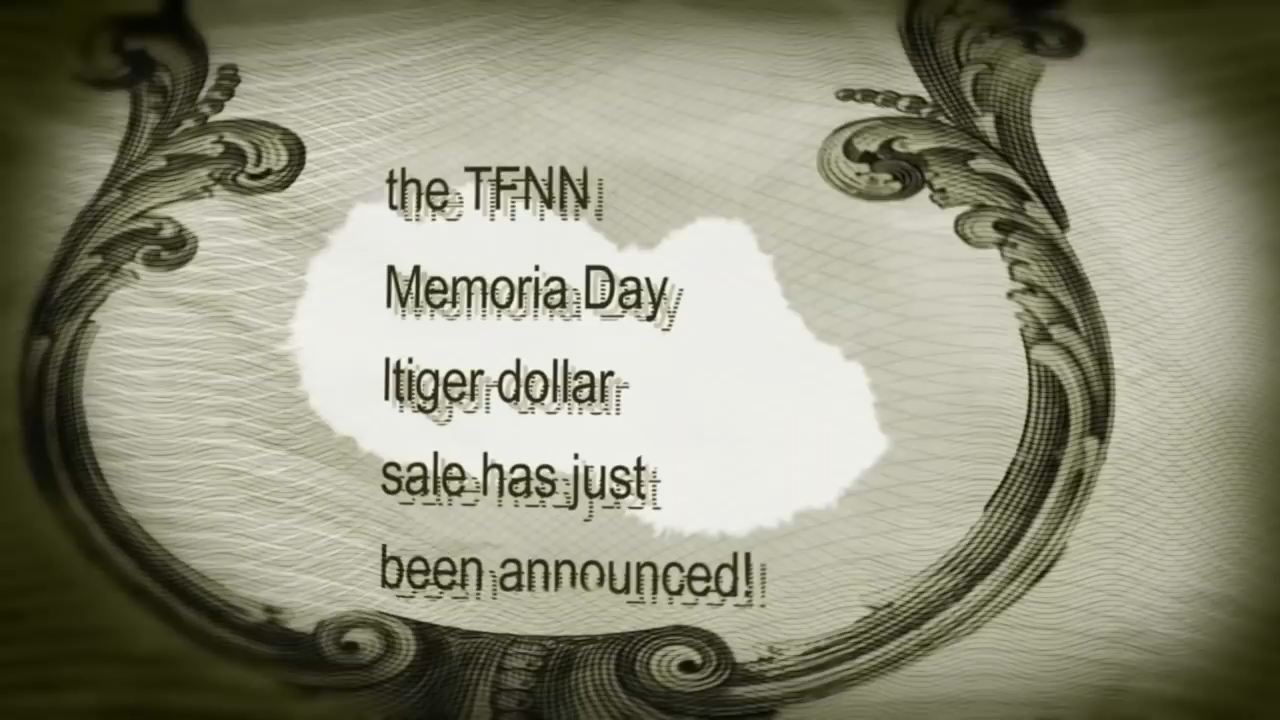 the TFNN
Memoria Day
ltiger dollar
sale has just
been announced!